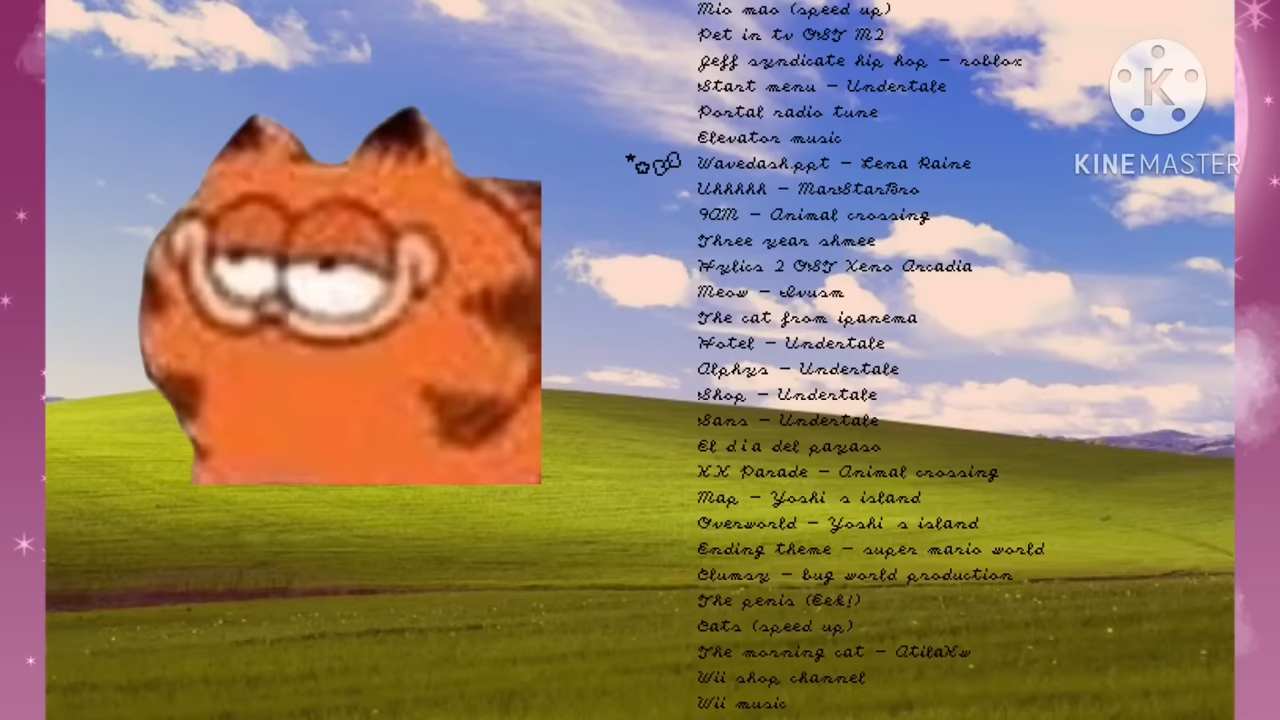 Mio mao (speed up)
Pet in tv OST M2
Jeff syndicate hip hop - roblox
Start menu - Undertale
Portal radio tune
Elevator music
Wavedash.ppt - Lena Raine
Uhhhhh - MarStarBro
9AM - Animal crossing
Three year shmee
Hylics 2 OST Xeno Arcadia
Meow - Ivusm
The cat from ipanema
Hotel - Undertale
Alphys - Undertale
Shop - Undertale
Sans - Undertale
El día del payaso
KK Parade - Animal crossing
Map - Yoshi s island
Overworld - Yoshi s island
Ending theme - super mario world
Clumsy - bug world production
The penis (Eek!)
Cats (speed up)
The morning cat - AtilaKw
Wii shop channel
Wii music
K
KINEMASTER